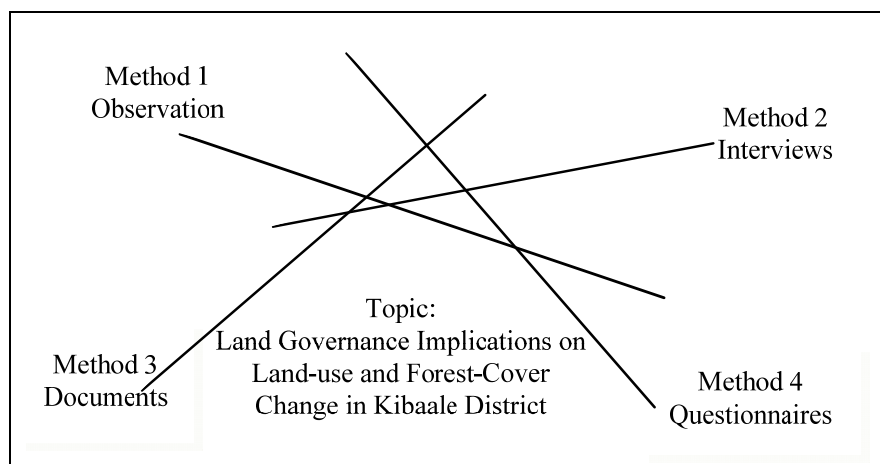 Method 1
Observation
Method 2
Interviews
Topic:
Land Governance Implications on
Land-use and Forest-Cover
Change in Kibaale District
Method 3
Documents
Method 4
Questionnaires